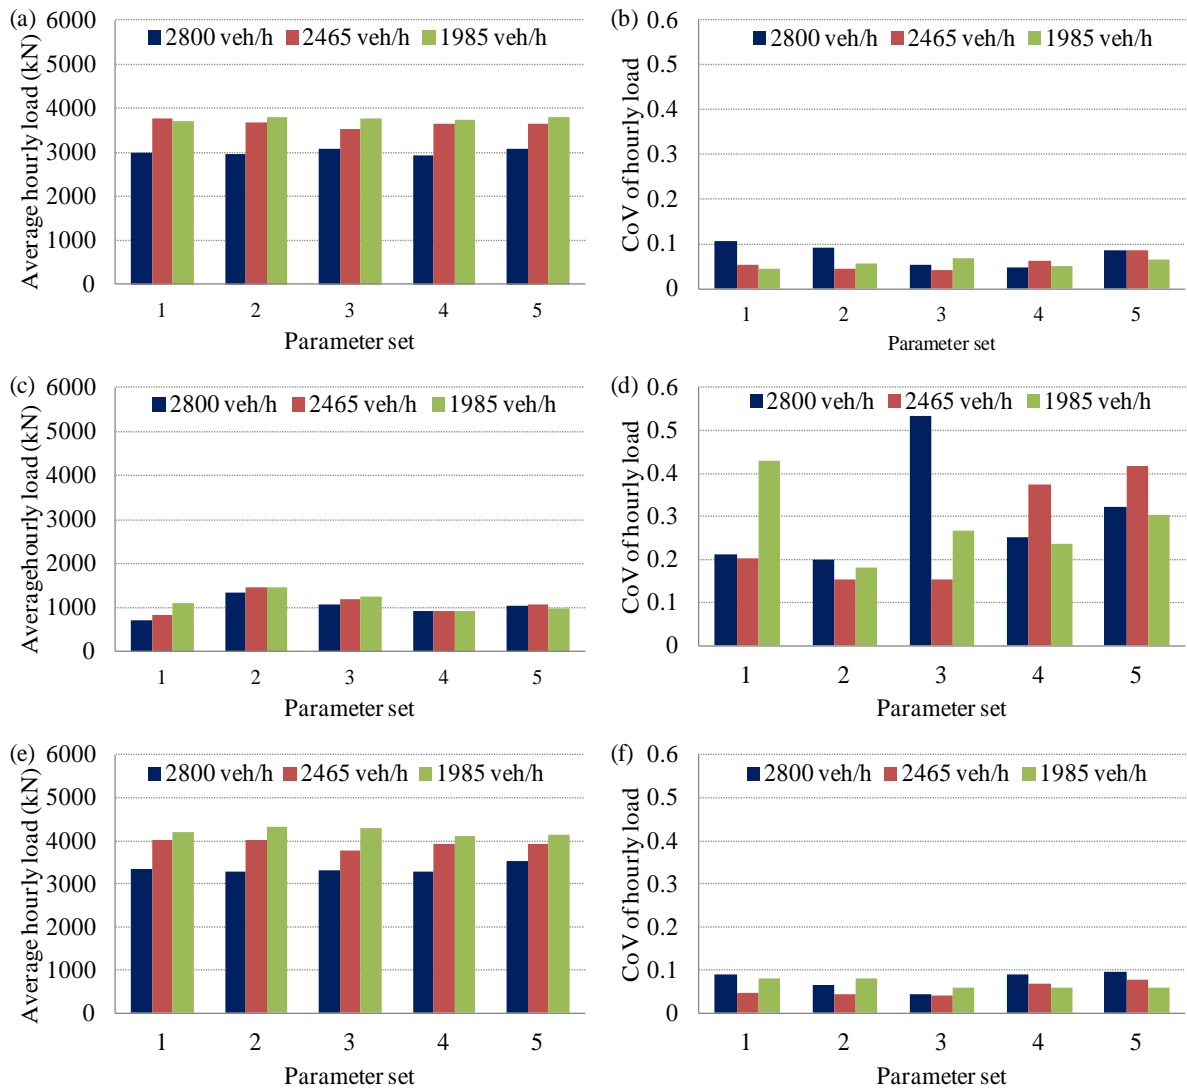 (a)
Average hourly load (kN)
6000
5000
4000
3000
2000
1000
0
2800 veh/h 2465 veh/h 1985 veh/h
1 2 3 4 5
Parameter set
(b)
CoV of hourly load
0.6
0.5
0.4
0.3
0.2
0.1
0
2800 veh/h 2465 veh/h 1985 veh/h
1 2 3 4 5
Parameter set
(c)
Averagehourly load (kN)
6000
5000
4000
3000
2000
1000
0
2800 veh/h 2465 veh/h 1985 veh/h
1 2 3 4 5
Parameter set
(d)
CoV of hourly load
0.6
0.5
0.4
0.3
0.2
0.1
0
2800 veh/h 2465 veh/h 1985 veh/h
1 2 3 4 5
Parameter set
(e)
Average hourly load (kN)
6000
5000
4000
3000
2000
1000
0
2800 veh/h 2465 veh/h 1985 veh/h
1 2 3 4 5
Parameter set
(f)
CoV of hourly load
0.6
0.5
0.4
0.3
0.2
0.1
0
2800 veh/h 2465 veh/h 1985 veh/h
1 2 3 4 5
Parameter set